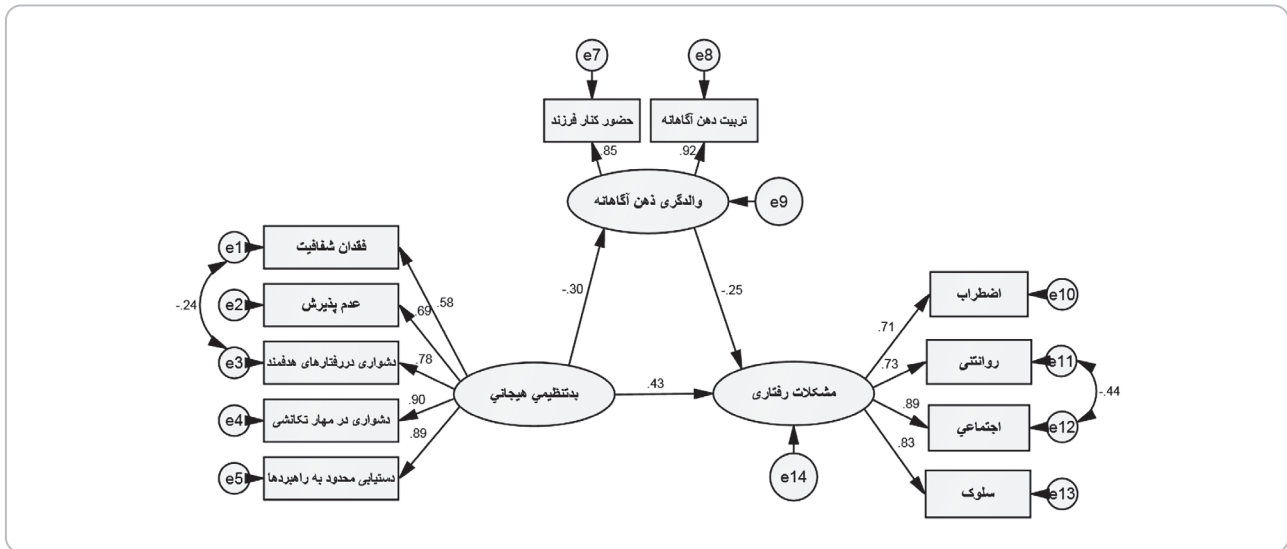 e7
e8
حضور کنار فرزند
تربیت دهن آگاهانه
.85
.92
والدگری ذهن آگاهانه
e9
e1
فقدان شفافیت
e2
عدم پذیرش
e3
دشواری دررفتارهای هدفمند
e4
دشواری در مهار تکانشی
e5
دستیابی محدود به راهبردها
-.24
.58
.69
.78
.90
.89
بدتنظیمي هیجاني
-.30
-.25
.43
مشکلات رفتاری
e14
.71
.73
.89
.83
اضطراب
e10
روانتنی
e11
اجتماعي
e12
سلوک
e13
-.44